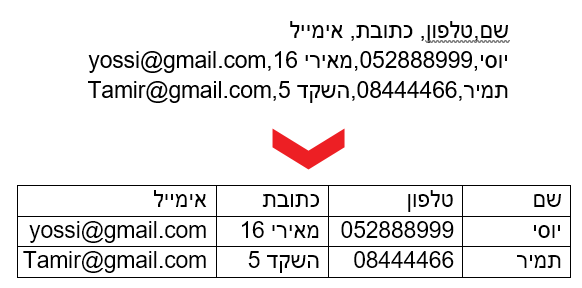 שם,טלפון, כתובת, אימייל
יוסי,052888999,מאירי 16,yossi@gmail.com
תמיר,08444466,השקד 5,Tamir@gmail.com
שם טלפון כתובת אימייל
יוסי 052888999 מאירי 16 yossi@gmail.com
תמיר 08444466 השקד 5 Tamir@gmail.com